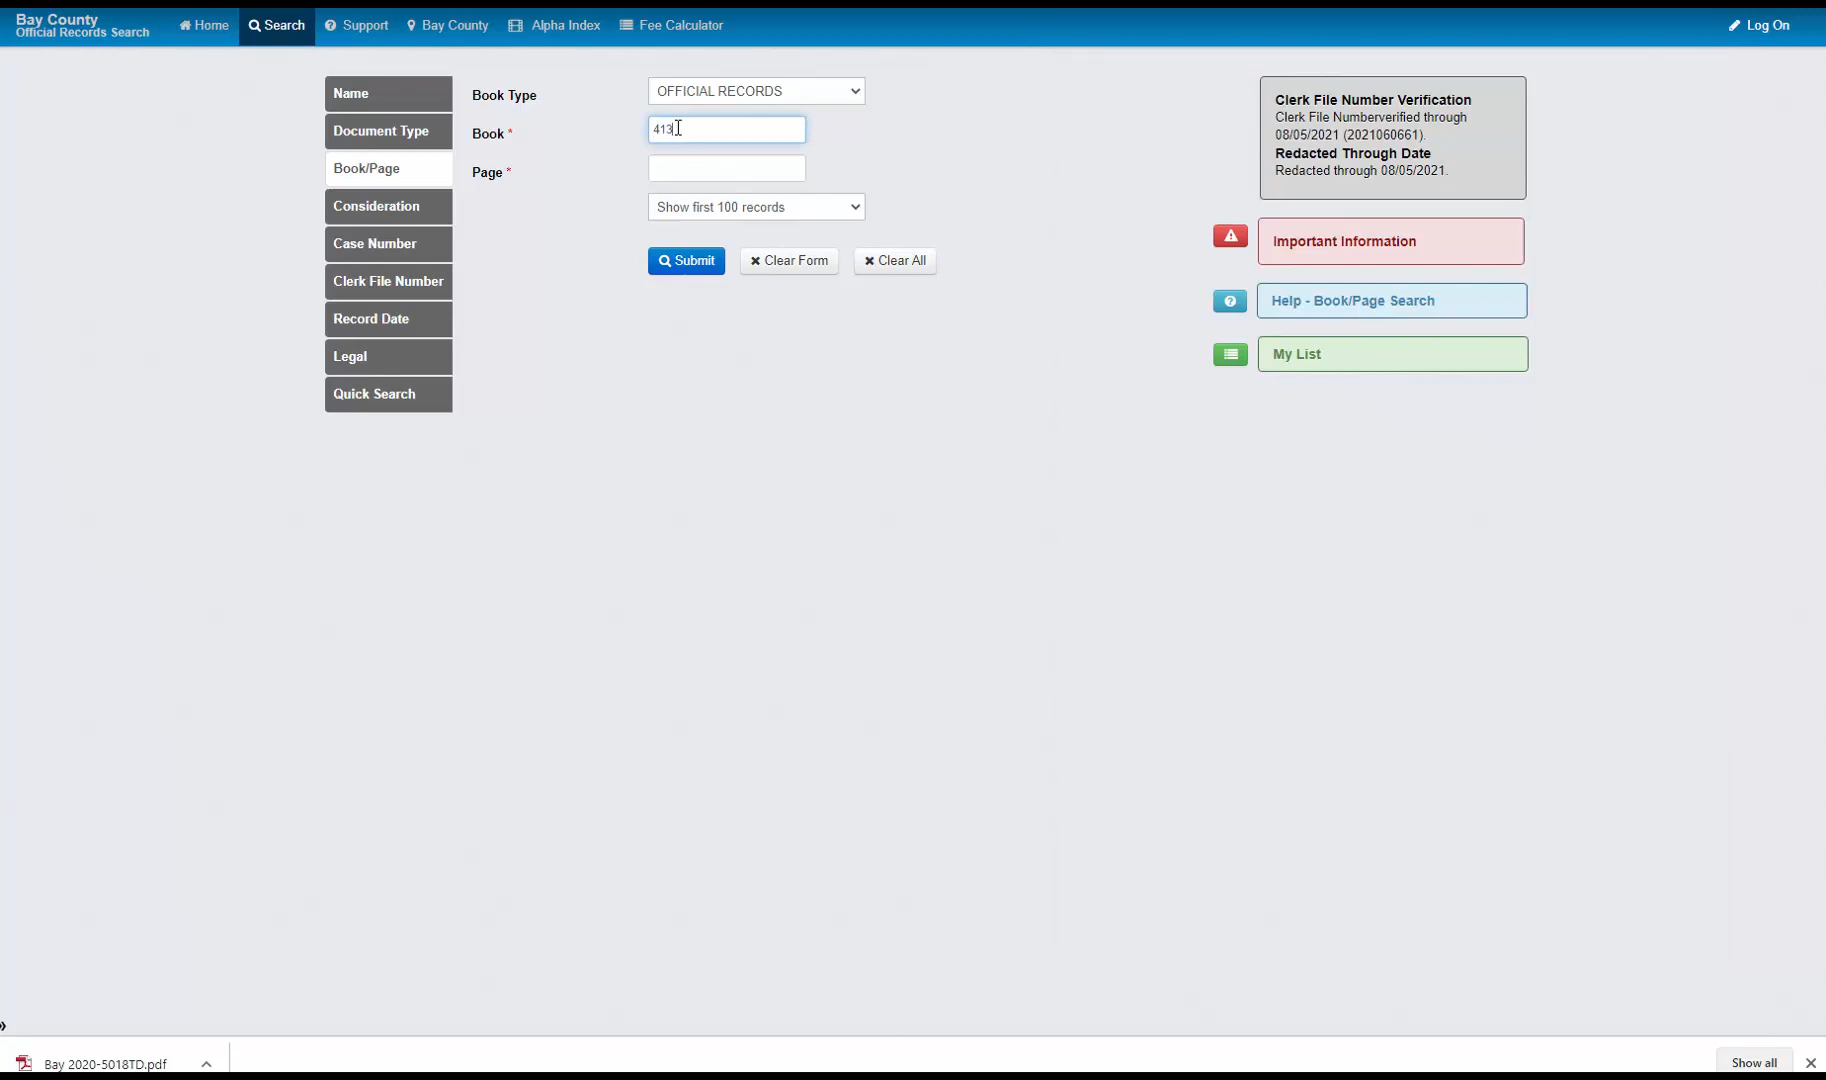 Bay County
Official Records Search
Home
Search
Support
Bay County
Alpha Index
Fee Calculator
Log On
Name
Document Type
Book/Page
Consideration
Case Number
Clerk File Number
Record Date
Legal
Quick Search
Book Type
OFFICIAL RECORDS
Book *
413
Page *
Show first 100 records
Submit
Clear Form
Clear All
Clerk File Number Verification
Clerk File Numberverified through
08/05/2021 (2021060661).
Redacted Through Date
Redacted through 08/05/2021.
Important Information
Help - Book/Page Search
My List
»
Bay 2020-5018TD.pdf
Show all